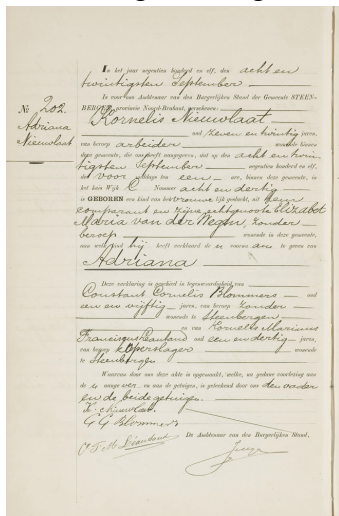 In het jaar negentien honderd en elf, den acht en
twintigsten September
is voor ons Ambtenaar van den Burgerlijken Stand der Gemeente STEEN-
BERGEN, provincie Noord-Brabant, verschenen:
No 202.
Adriana
Nieuwlaat
Kornelis Nieuwlaat
oud zeven en twintig jaren,
van beroep arbeider wonende binnen
deze gemeente, die ons heeft aangegeven, dat op den acht en twin-
tigsten September negentien honderd en elf,
des voor middags ten een ure, binnen deze gemeente, in
het huis Wijk C Nummer acht en dertig
is GEBOREN een kind van het vrouwelijk geslacht, uit hem
comparant en zijne echtgenoote Elizabet
Maria van der Wegen, zonder
beroep wonende in deze gemeente,
aan welk kind hij heeft verklaard de voornaam te geven van
Adriana
Deze verklaring is geschied in tegenwoordigheid van
Constant Cornelis Blommers oud
een en vijftig jaren, van beroep zonder
wonende te Steenbergen
en van Kornelis Marinus
Franciscus oud een en dertig jaren,
van beroep koperslager wonende
te Steenbergen
Waarvan door ons deze akte is opgemaakt, welke, na gedane voorlezing aan
de aangever en aan de getuigen, is geteekend door ons den vader
en de beide getuigen.
K. Nieuwlaat.
De Ambtenaar van den Burgerlijken Stand,
Blommers